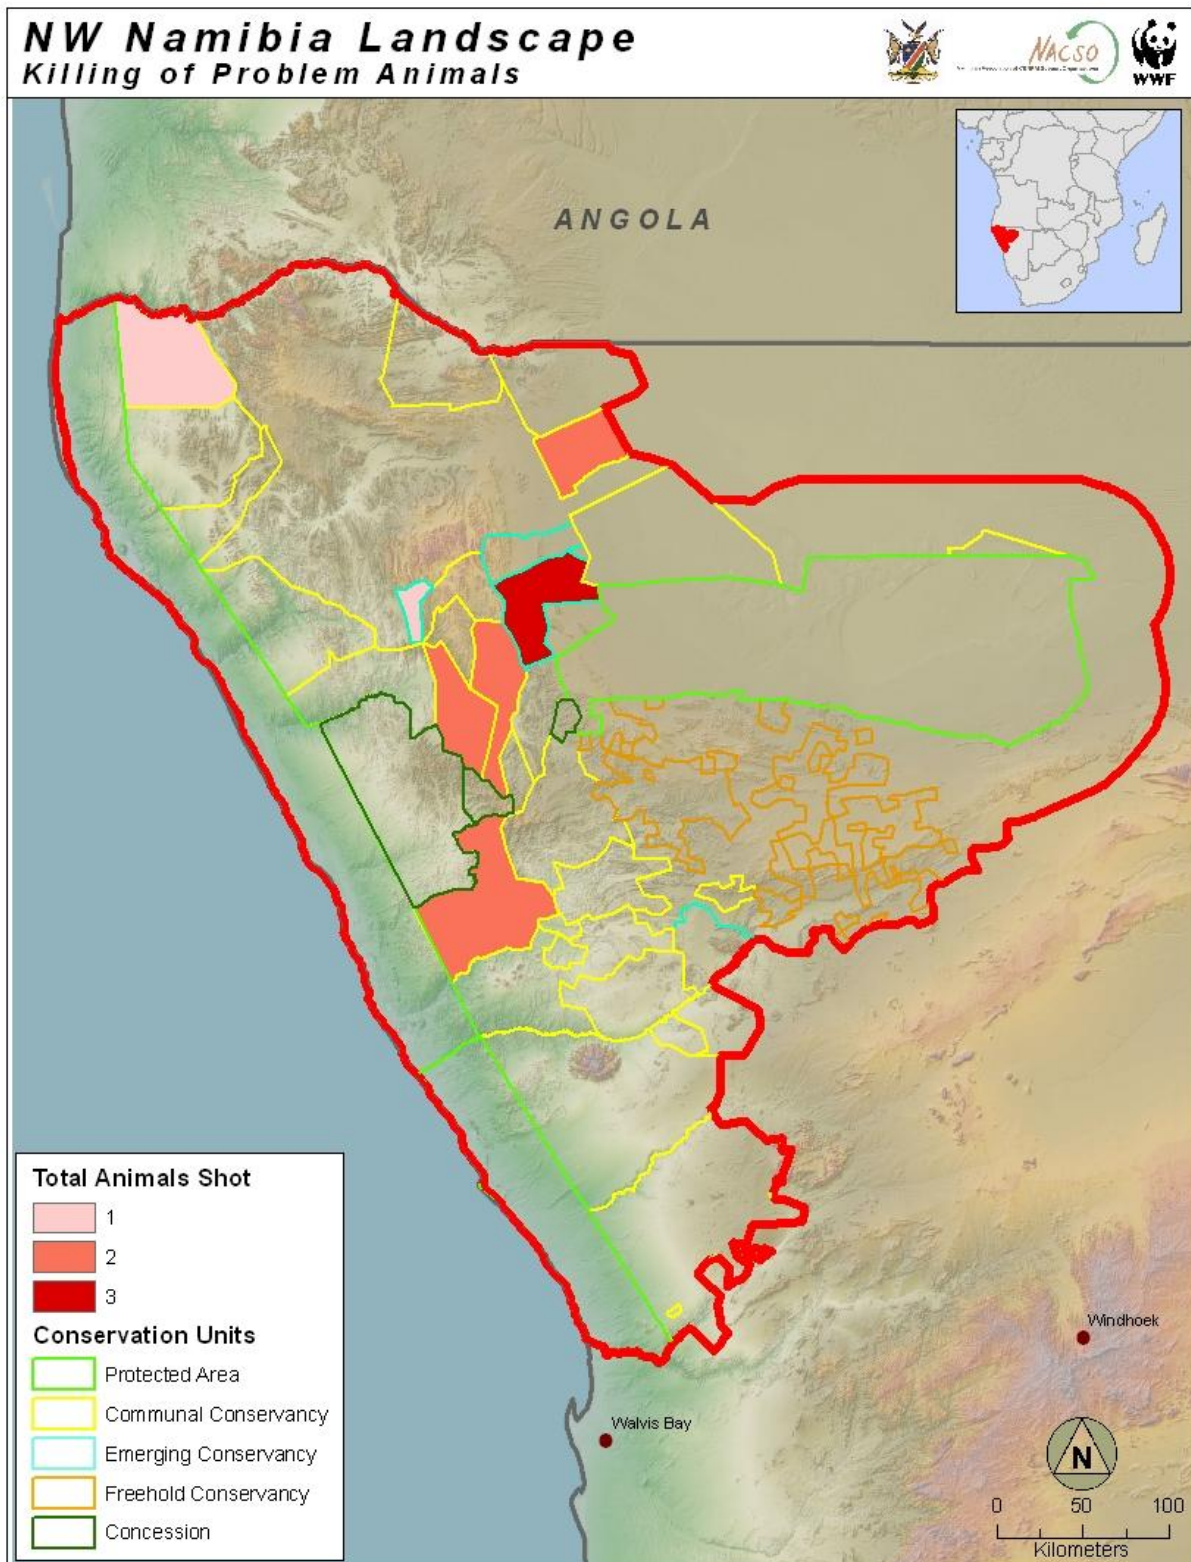 NW Namibia Landscape
Killing of Problem Animals
NACSO
WWF
ANGOLA
Total Animals Shot
1
2
3
Conservation Units
Protected Area
Communal Conservancy
Emerging Conservancy
Freehold Conservancy
Concession
Windhoek
Walvis Bay
N
0 50 100
Kilometers